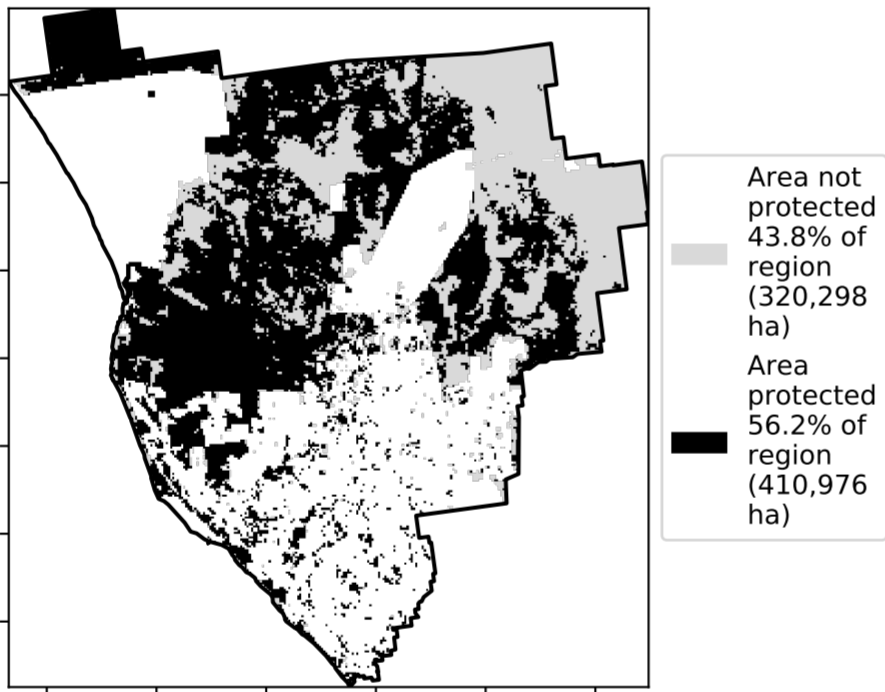 Area not
protected
43.8% of
region
(320,298
ha)
Area
protected
56.2% of
region
(410,976
ha)